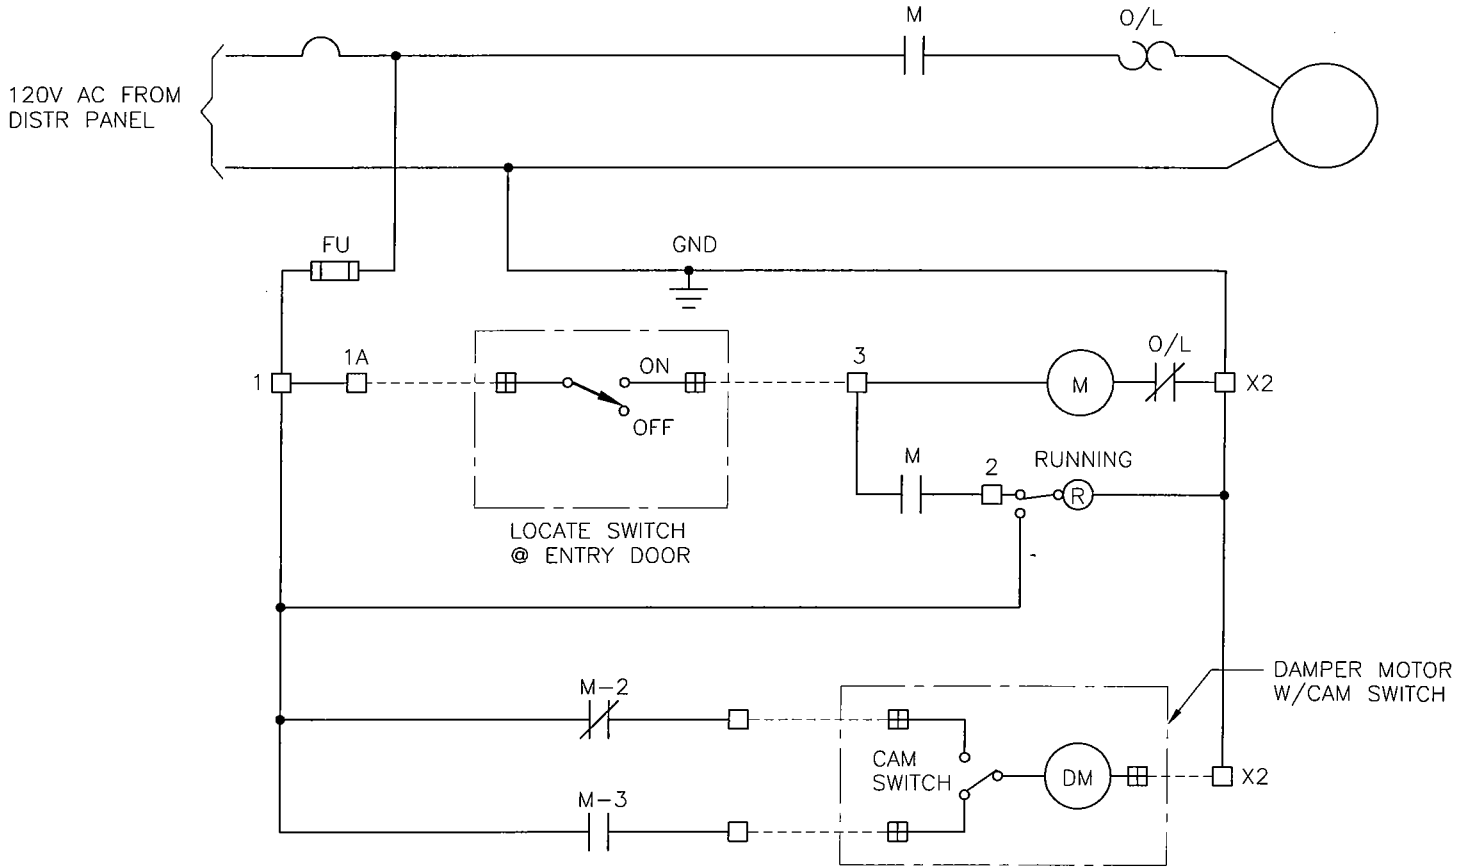 M
O/L
120V AC FROM
DISTR PANEL
FU
GND
1
1A
ON
OFF
3
M
O/L
X2
M
2
RUNNING
R
LOCATE SWITCH
@ ENTRY DOOR
DAMPER MOTOR
W/CAM SWITCH
M-2
CAM
SWITCH
DM
X2
M-3